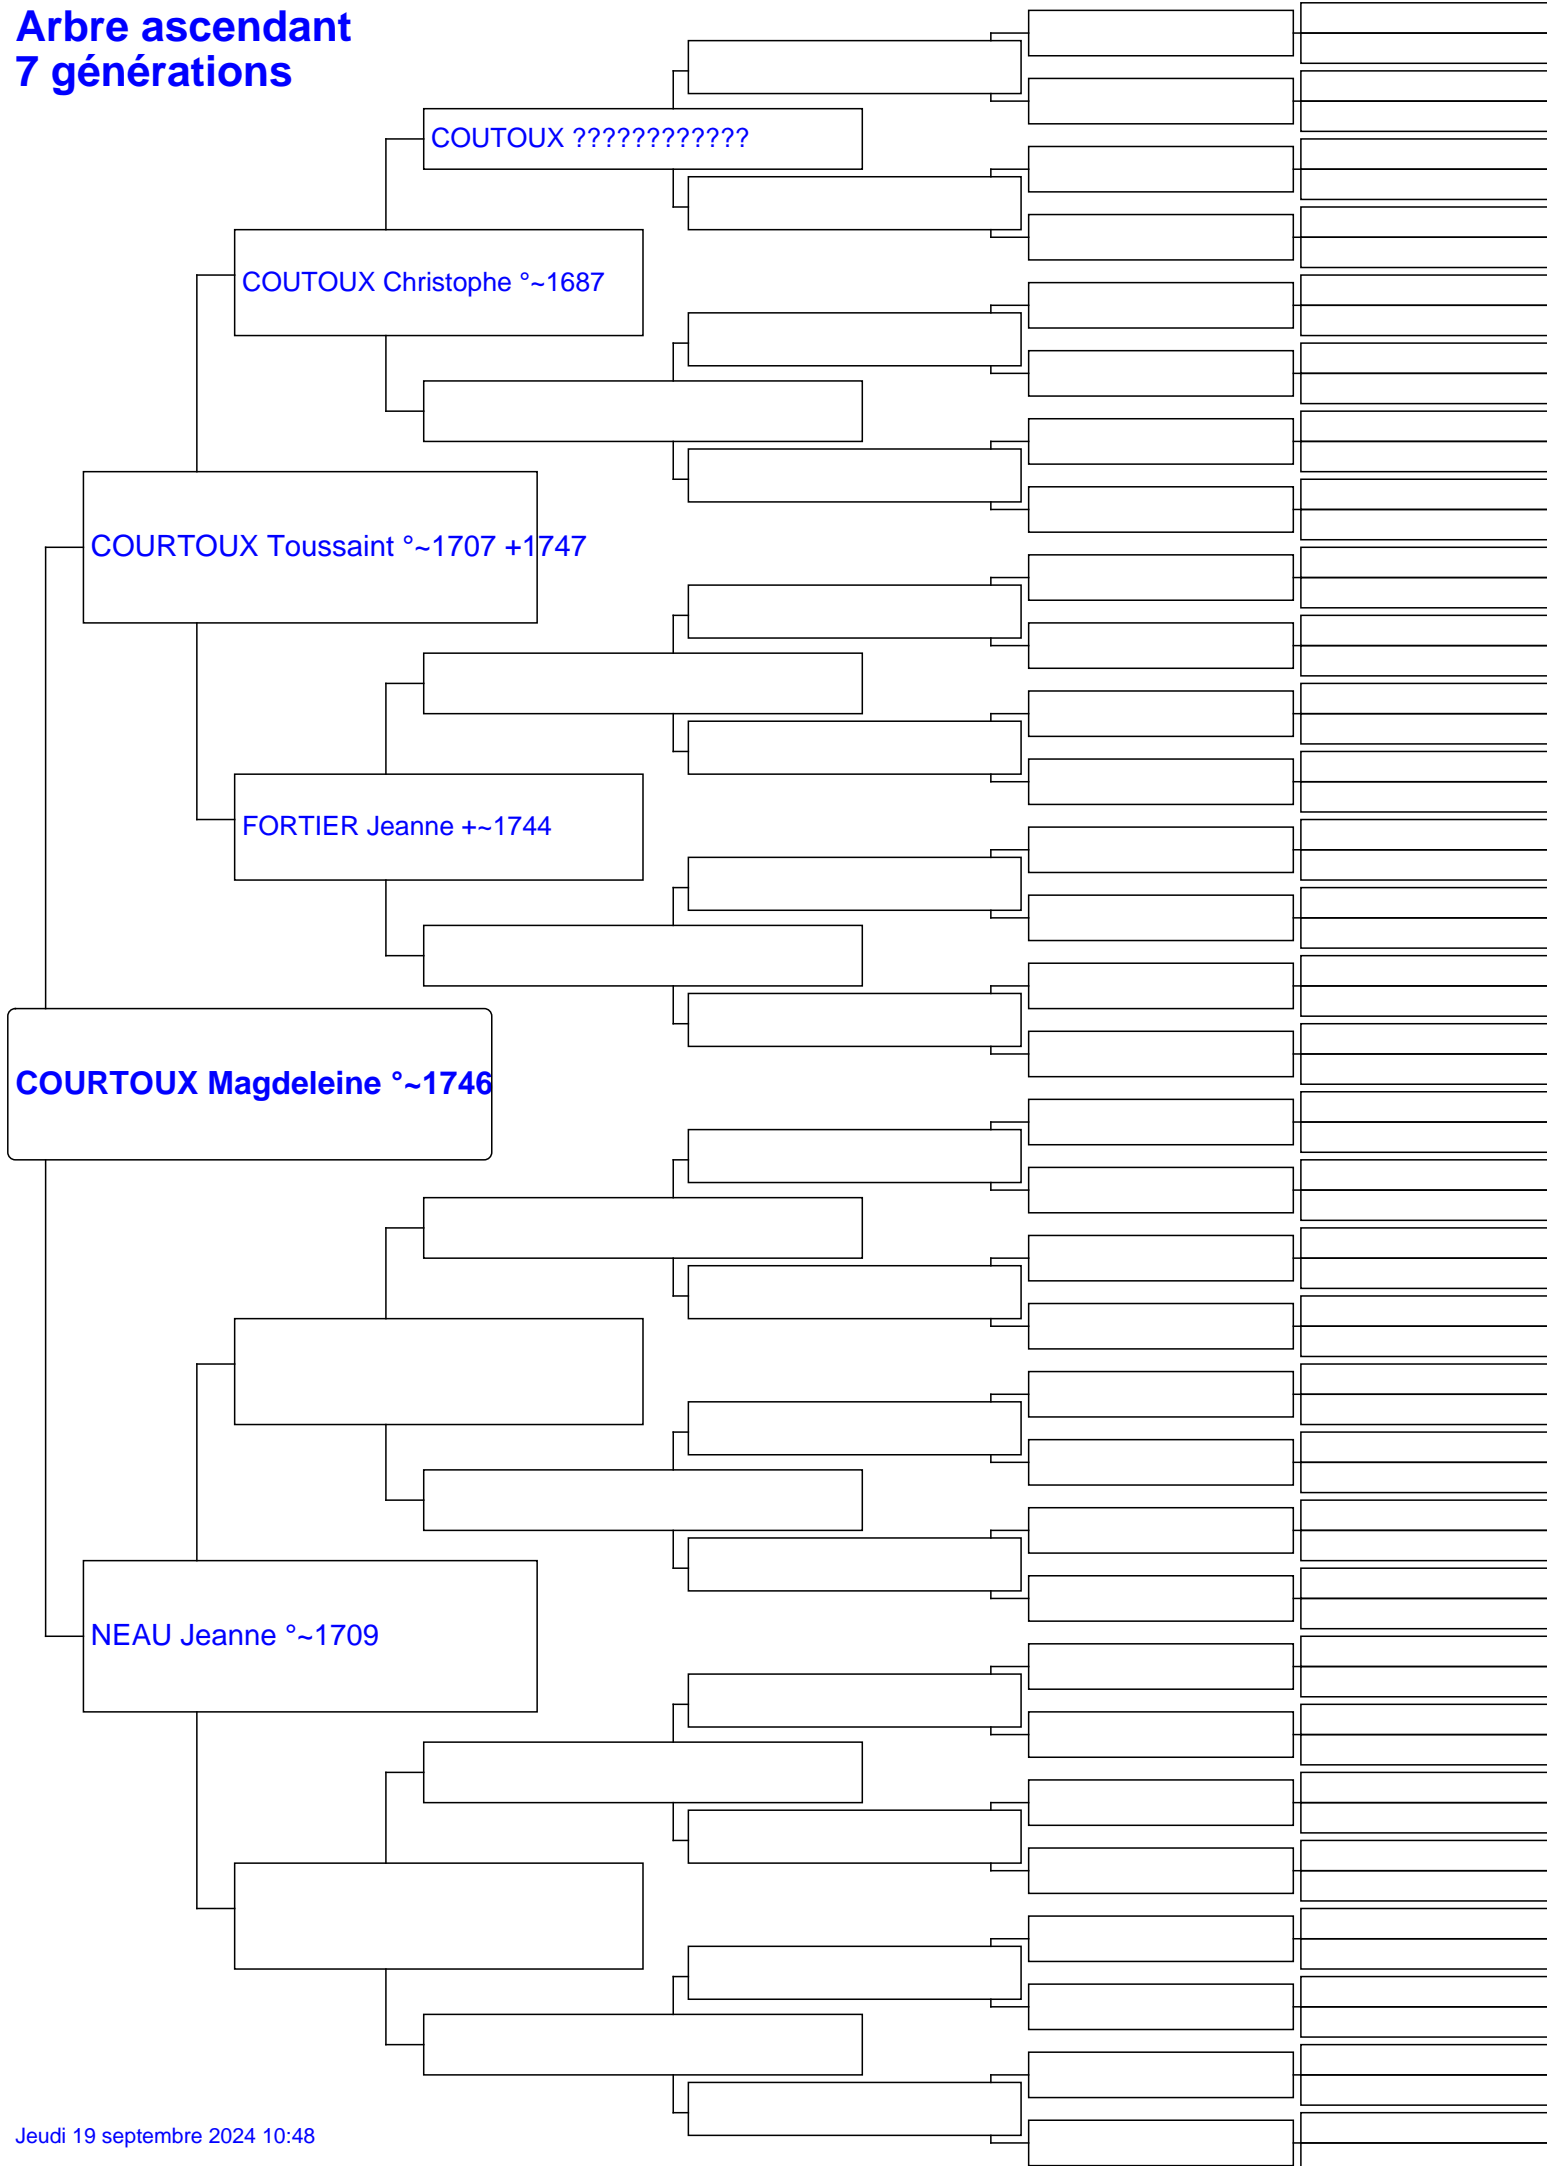 Arbre ascendant
7 générations
COUTOUX ????????????
COUTOUX Christophe °~1687
COURTOUX Toussaint °~1707 +1747
FORTIER Jeanne +~1744
COURTOUX Magdeleine °~1746
NEAU Jeanne °~1709
Jeudi 19 septembre 2024 10:48